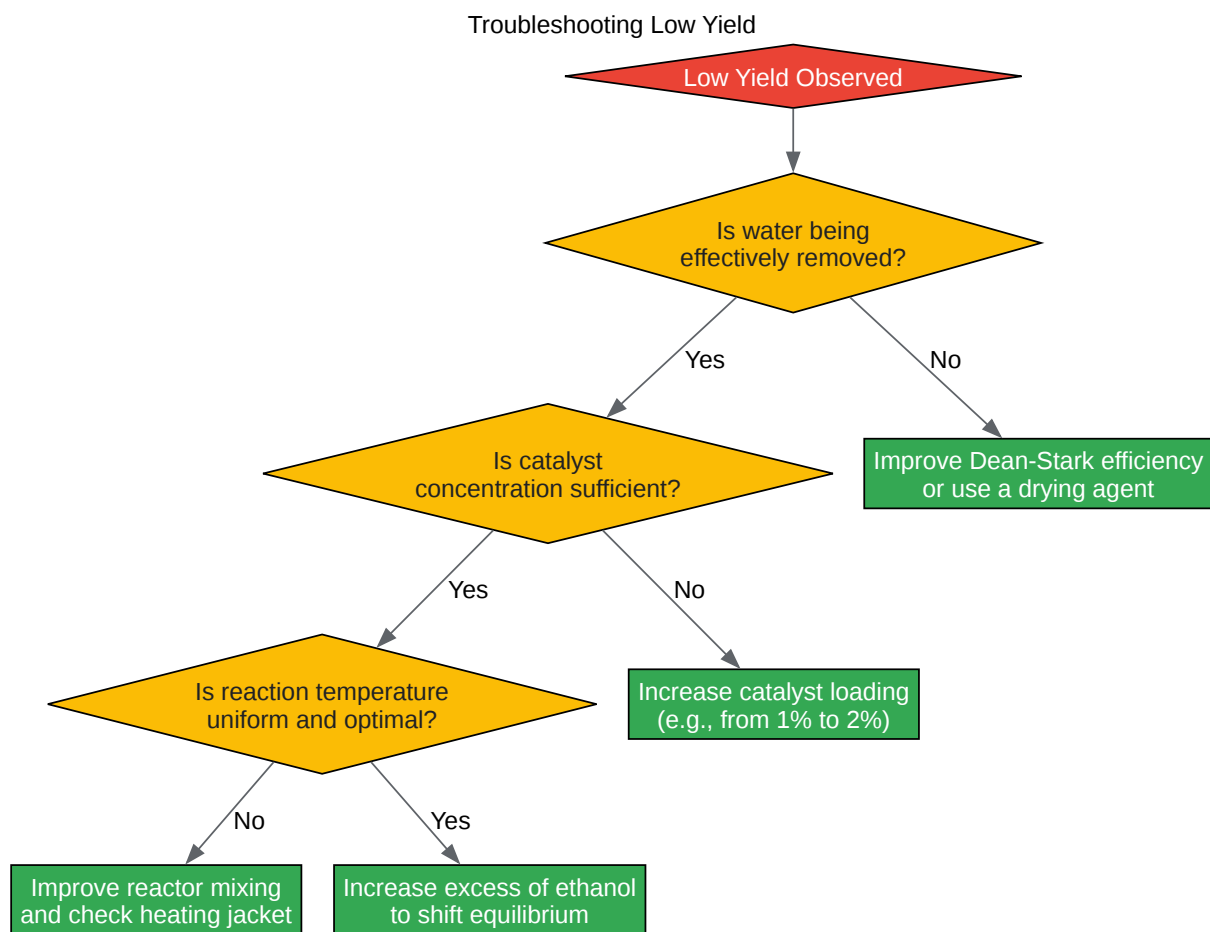 Troubleshooting Low Yield
Low Yield Observed
Is water being
effectively removed?
Yes
No
Is catalyst
concentration sufficient?
Improve Dean-Stark efficiency
or use a drying agent
Yes
No
Is reaction temperature
uniform and optimal?
Increase catalyst loading
(e.g., from 1% to 2%)
No
Yes
Improve reactor mixing
and check heating jacket
Increase excess of ethanol
to shift equilibrium